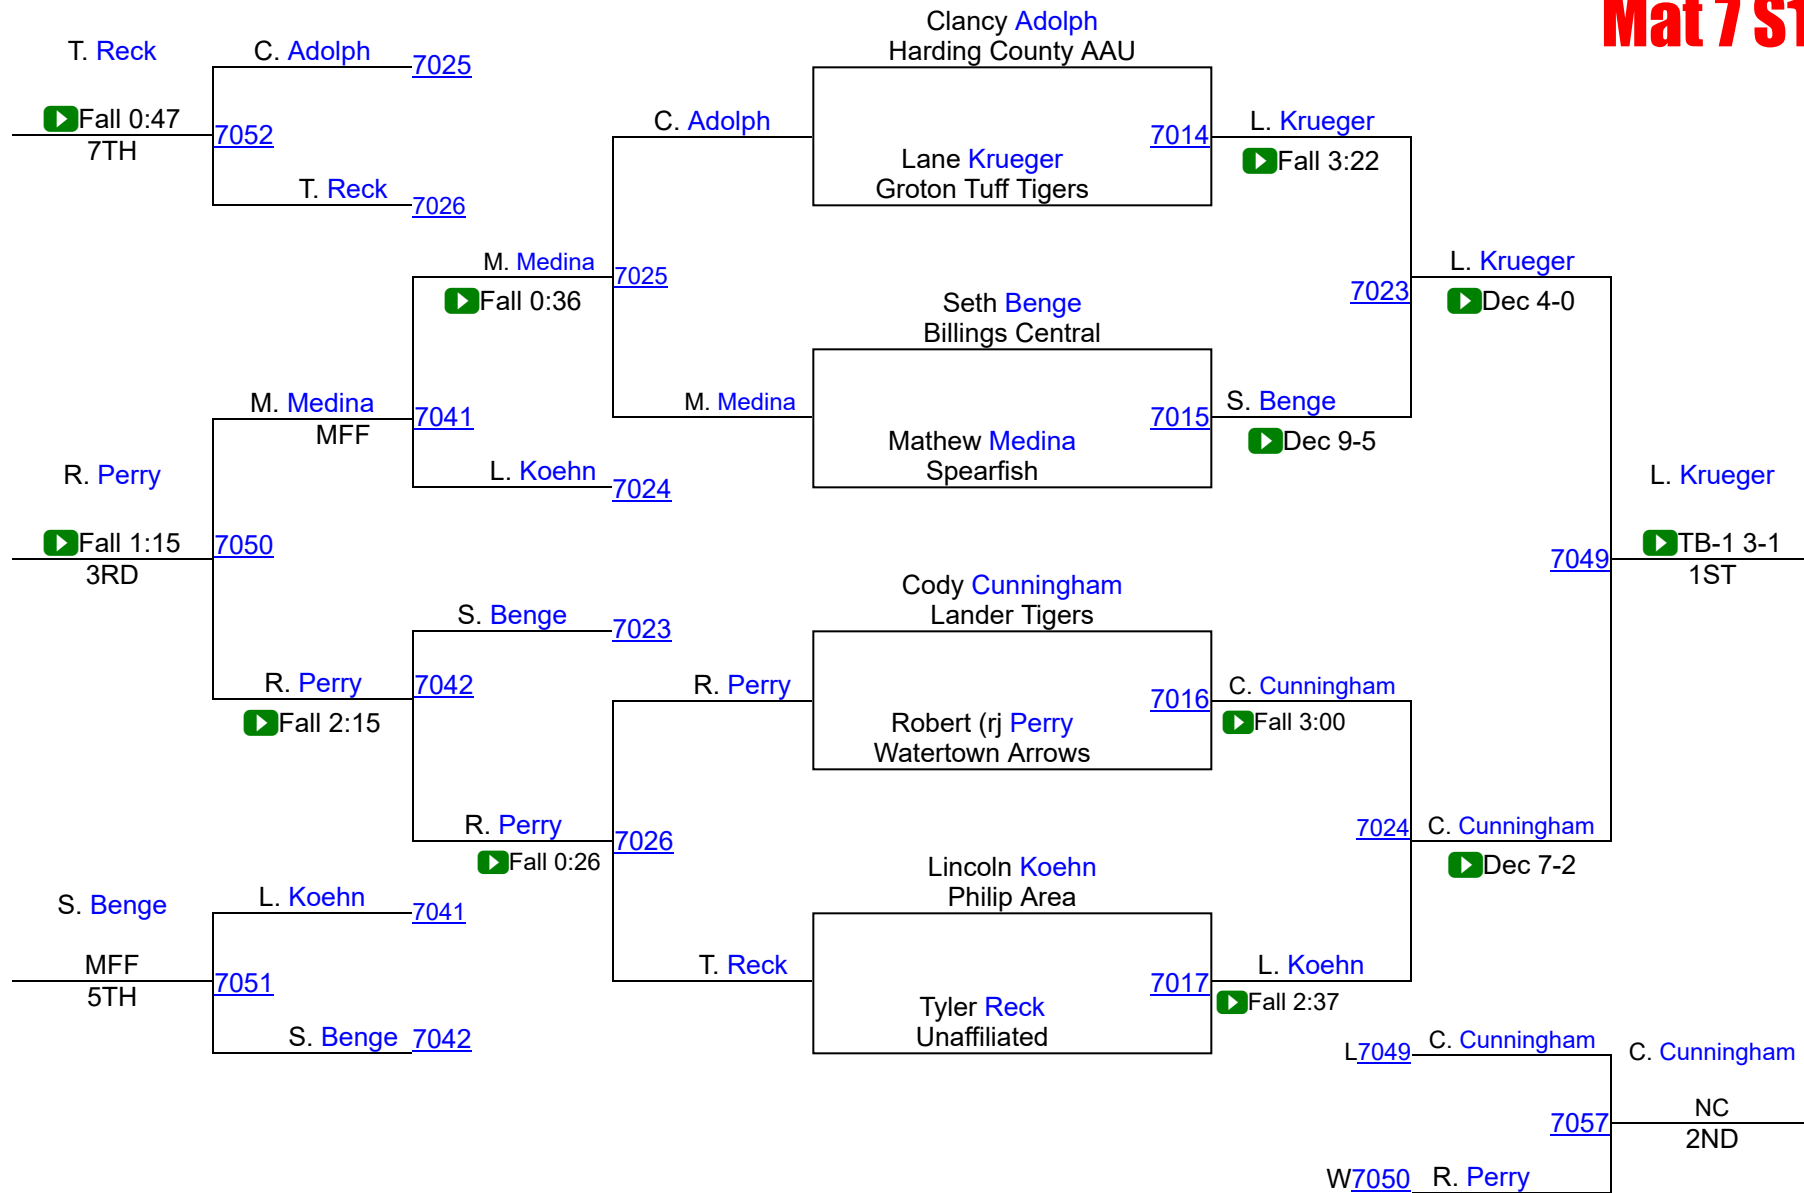 Mat 7 S1
Clancy Adolph
Harding County AAU
T. Reck
C. Adolph
7025
Fall 0:47
7052
7TH
T. Reck
7026
C. Adolph
7014
L. Krueger
Fall 3:22
Lane Krueger
Groton Tuff Tigers
M. Medina
7025
Fall 0:36
Seth Benge
Billings Central
7023
L. Krueger
Dec 4-0
M. Medina
MFF
7041
M. Medina
7015
S. Benge
Dec 9-5
Mathew Medina
Spearfish
L. Koehn
7024
R. Perry
Fall 1:15
7050
3RD
L. Krueger
7049
TB-1 3-1
1ST
S. Benge
7023
Cody Cunningham
Lander Tigers
R. Perry
7042
Fall 2:15
R. Perry
7016
C. Cunningham
Fall 3:00
Robert (rj Perry
Watertown Arrows
R. Perry
7026
Fall 0:26
7024
C. Cunningham
Dec 7-2
Lincoln Koehn
Philip Area
S. Benge
L. Koehn
7041
MFF
7051
5TH
S. Benge
7042
T. Reck
7017
L. Koehn
Fall 2:37
Tyler Reck
Unaffiliated
L7049
C. Cunningham
C. Cunningham
7057
NC
2ND
W7050
R. Perry